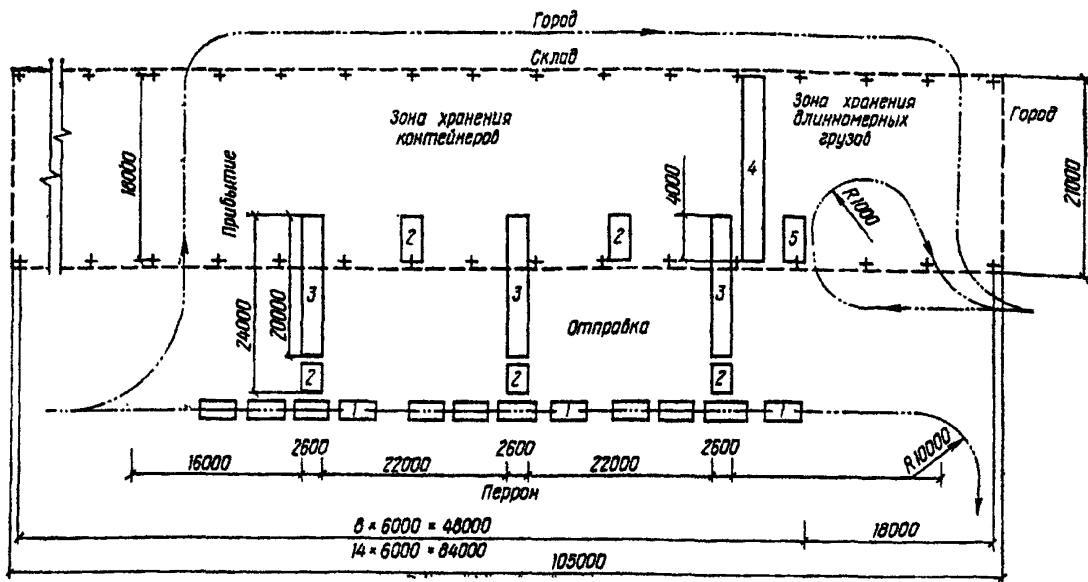 Город
Склад
Зона хранения
контейнеров
Зона хранения
длинномерных
грузов
Город
18000
Прибытие
4000
4
21000
R1000
2
2
5
3
3
3
24000
20000
Отправка
2
2
2
1
1
1
2600
2600
2600
16000
22000
22000
R10000
Перрон
8 × 6000 = 48000
18000
14 × 6000 = 84000
105000